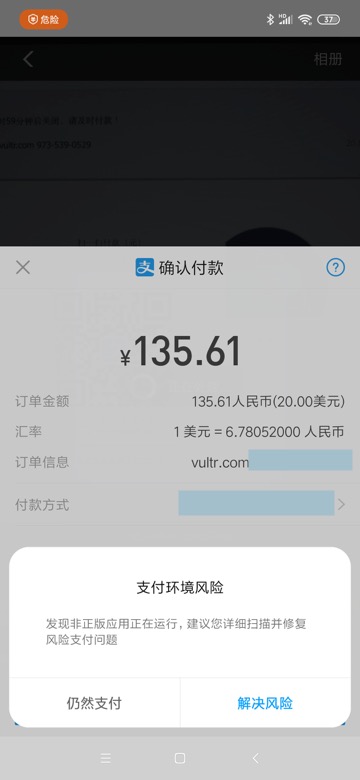 危险
HD
37
相册
vultr.com 973-539-0529
支 确认付款
?
¥135.61
订单金额 135.61人民币(20.00美元)
汇率 1 美元 = 6.78052000 人民币
订单信息 vultr.com
付款方式
支付环境风险
发现非正版应用正在运行，建议您详细扫描并修复
风险支付问题
仍然支付 解决风险